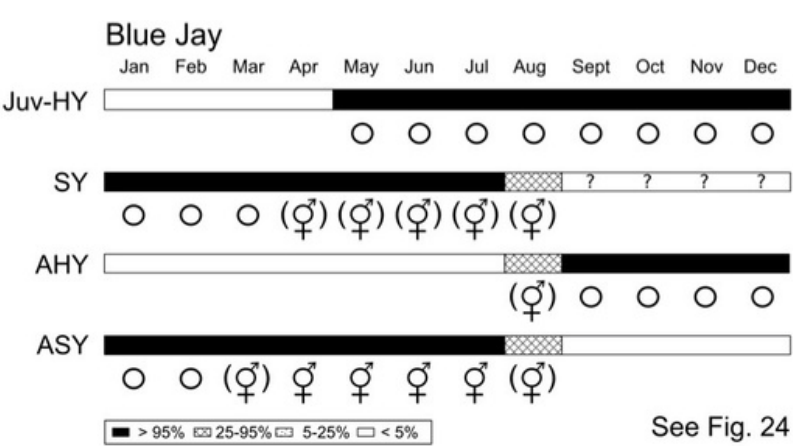 Blue Jay
Jan Feb Mar Apr May Jun Jul Aug Sept Oct Nov Dec
Juv-HY
SY ? ? ? ?
AHY
ASY
> 95% 25-95% 5-25% < 5%
See Fig. 24